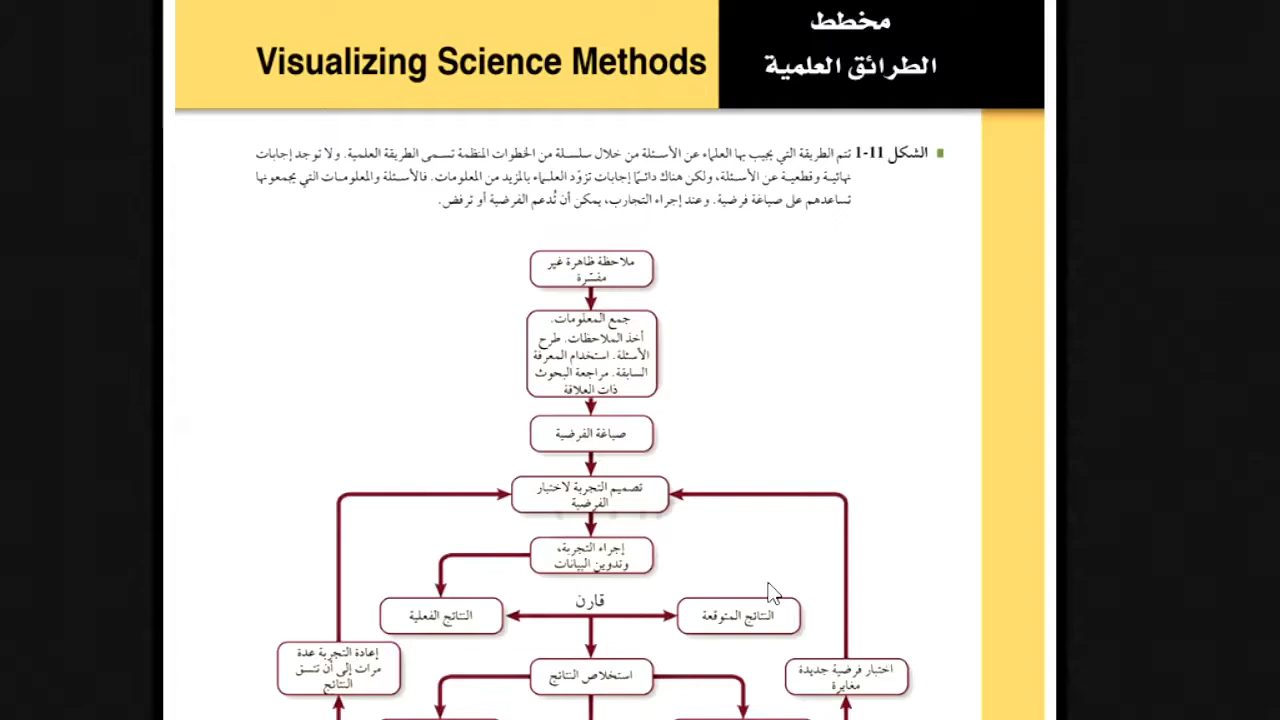 مخطط
الطرائق العلمية
Visualizing Science Methods
الشكل 11-1 تتم الطريقة التي يجيب بها العلماء عن الأسئلة من خلال سلسلة من الخطوات المنظمة تسمى الطريقة العلمية. ولا توجد إجابات
نهائية وقطعية عن الأسئلة، ولكن هناك دائمًا إجابات تزوّد العلماء بالمزيد من المعلومات. فالأسئلة والمعلومات التي يجمعونها
تساعدهم على صياغة فرضية. وعند إجراء التجارب، يمكن أن تُدعم الفرضية أو ترفض.
ملاحظة ظاهرة غير
مفسّرة
جمع المعلومات.
أخذ الملاحظات. طرح
الأسئلة. استخدام المعرفة
السابقة. مراجعة البحوث
ذات العلاقة
صياغة الفرضية
تصميم التجربة لاختبار
الفرضية
إجراء التجربة،
وتدوين البيانات
قارن
النتائج المتوقعة
النتائج الفعلية
اختبار فرضية جديدة
مغايرة
استخلاص النتائج
إعادة التجربة عدة
مرات إلى أن تتسق
النتائج